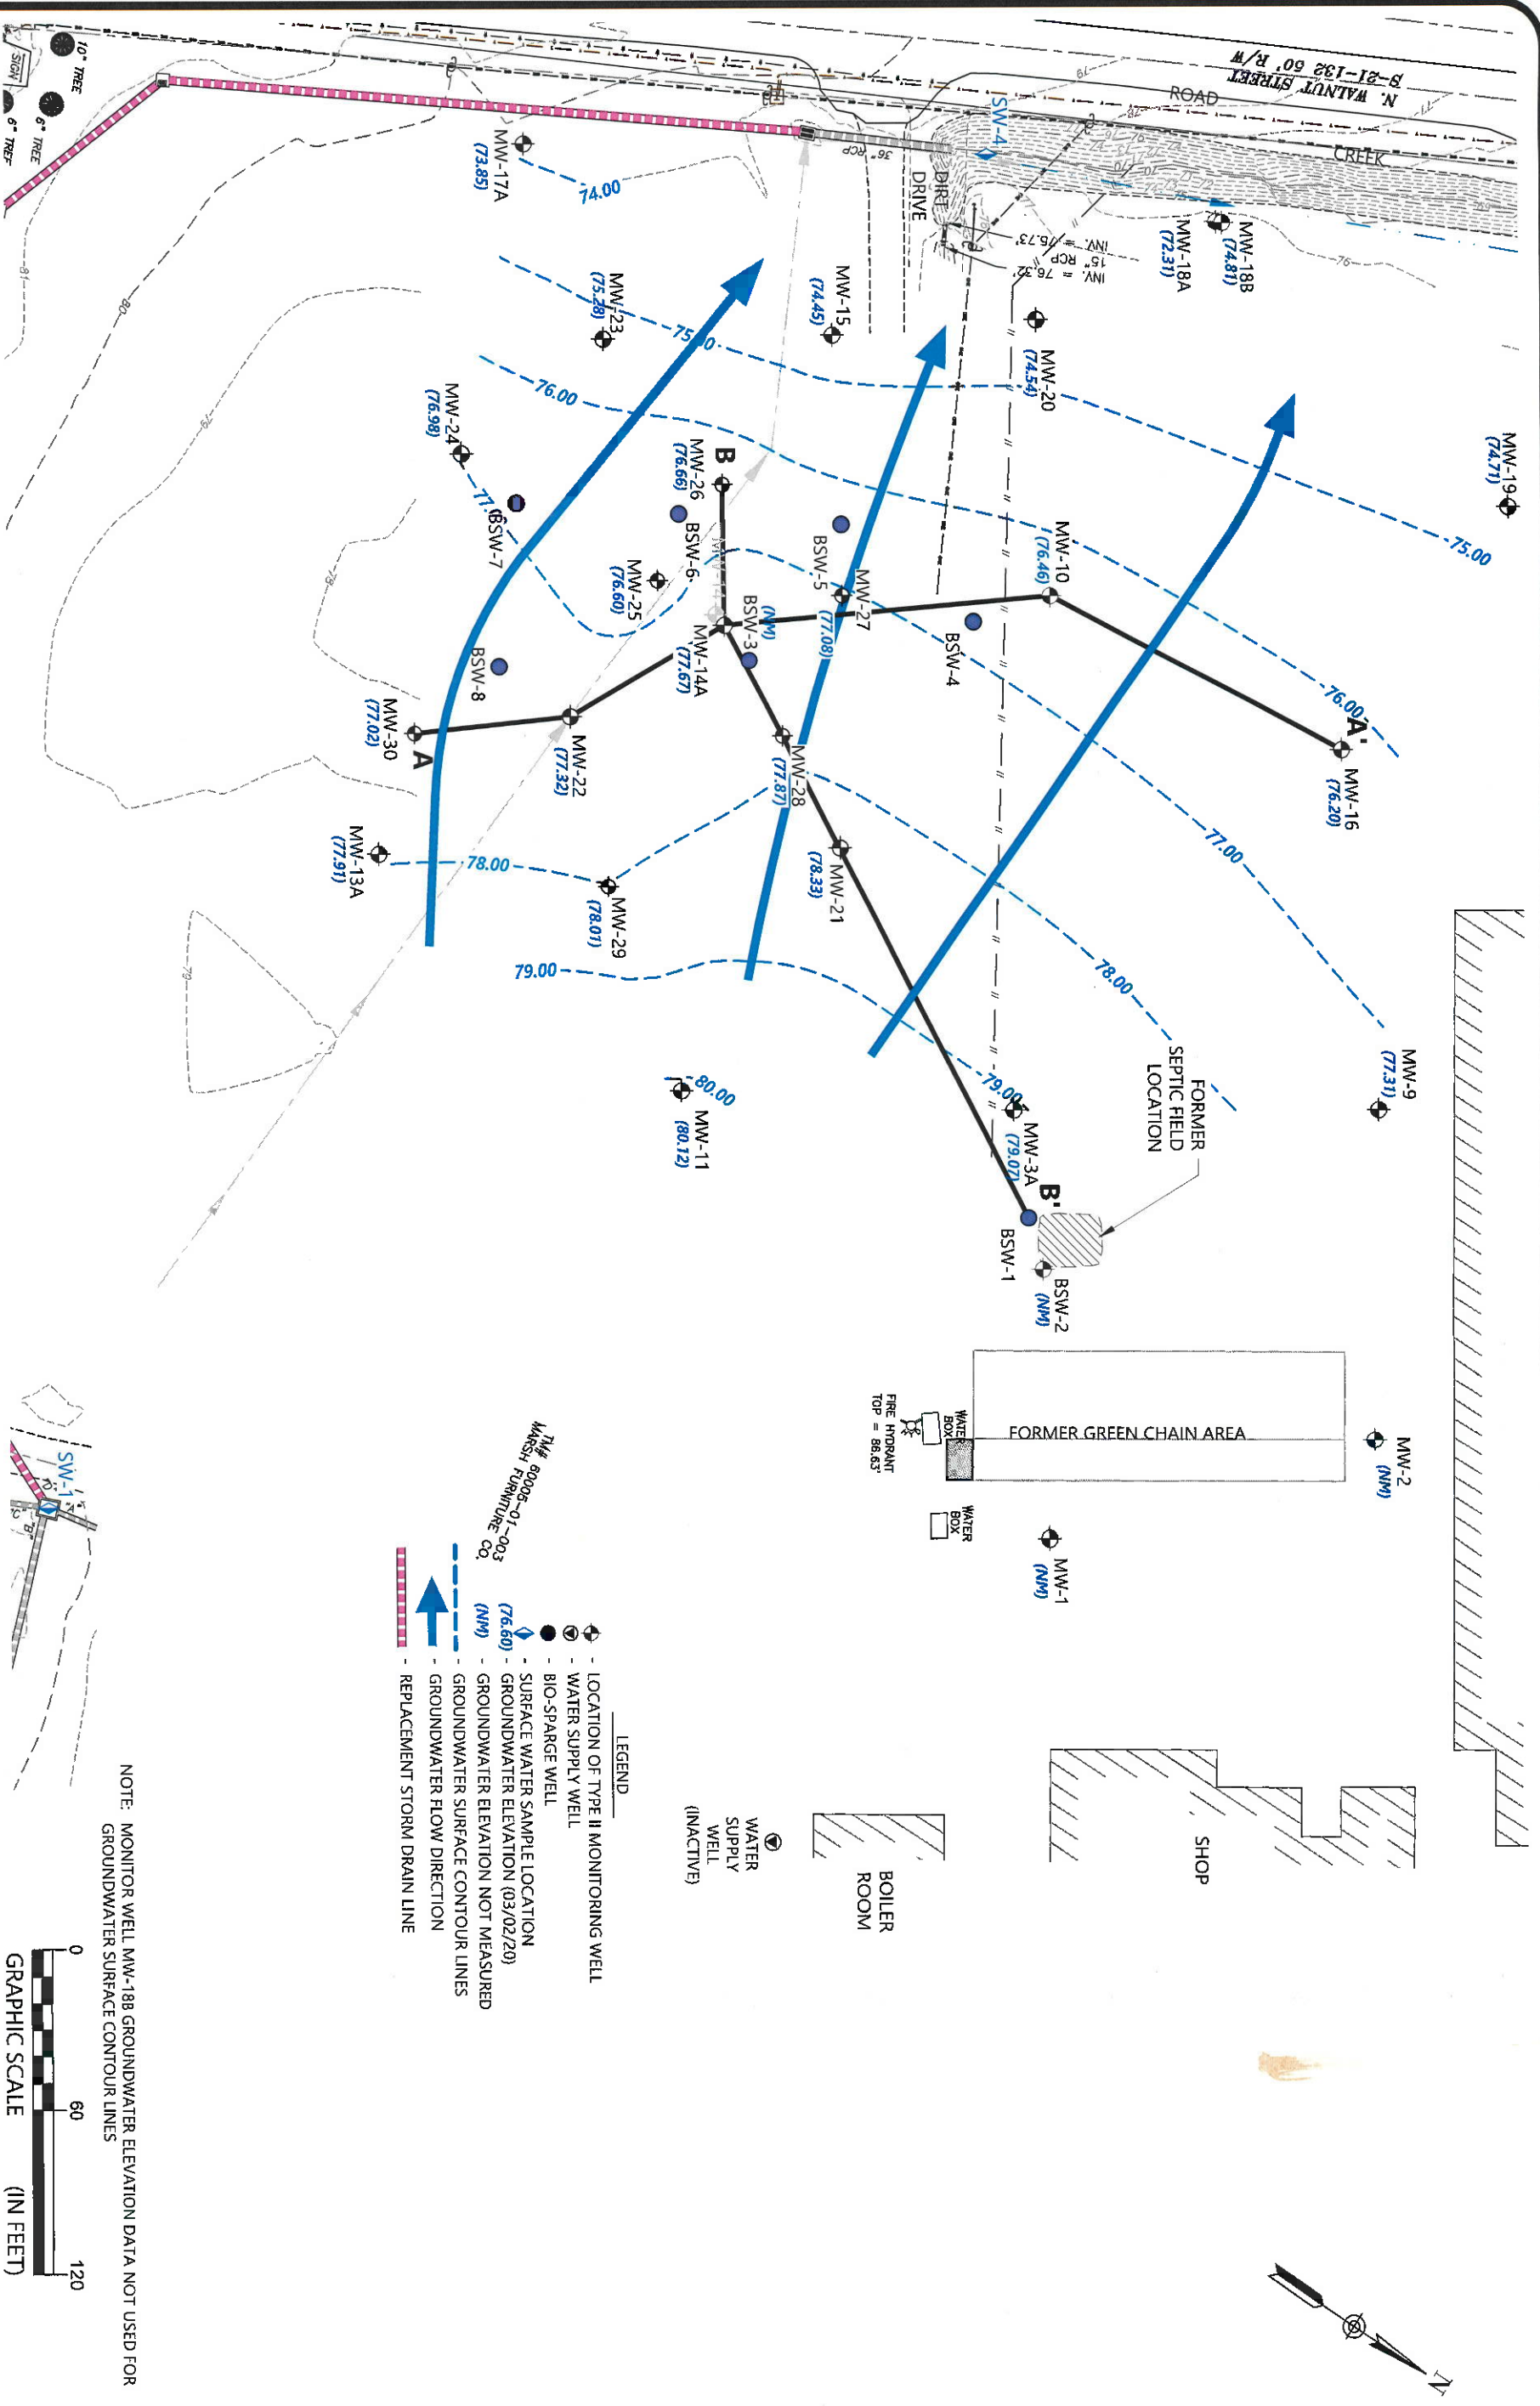 N. WALNUT STREET
S-21-132 60' R/W
ROAD
CREEK
SW-4
36" RCP
DIRT
DRIVE
INV. = 75.73'
15" RCP
INV. = 76.32'
10" TREE
SIGN
6" TREE
6" TREE
MW-17A
(73.85)
74.00
MW-18B
(74.81)
MW-18A
(72.31)
MW-15
(74.45)
MW-23
(75.28)
75.00
76.00
MW-20
(74.54)
MW-19
(74.71)
75.00
MW-24
(76.98)
BSW-7
B
MW-26
(76.66)
BSW-6
MW-25
(76.60)
BSW-5
MW-27
(77.08)
BSW-3
(NM)
MW-14A
(77.67)
MW-10
(76.46)
BSW-4
76.00
A'
MW-16
(76.20)
77.00
BSW-8
MW-30
(77.02)
A
MW-22
(77.32)
MW-28
(77.87)
MW-21
(78.33)
MW-13A
(77.91)
78.00
MW-29
(78.01)
79.00
78.00
79.00
80.00
MW-11
(80.12)
MW-3A
(79.07)
MW-9
(77.31)
FORMER
SEPTIC FIELD
LOCATION
B'
BSW-1
BSW-2
(NM)
FORMER GREEN CHAIN AREA
WATER
BOX
FIRE HYDRANT
TOP = 86.63'
WATER
BOX
MW-2
(NM)
MW-1
(NM)
SHOP
BOILER
ROOM
WATER
SUPPLY
WELL
(INACTIVE)
TM# 60005-01-003
MARSH FURNITURE CO.
SW-1
"D"
"A"
"C"
"B"
76
77
78
79
79
78
79
80
81
79
LEGEND
- LOCATION OF TYPE II MONITORING WELL
- WATER SUPPLY WELL
- BIO-SPARGE WELL
- SURFACE WATER SAMPLE LOCATION
(76.60) - GROUNDWATER ELEVATION (03/02/20)
(NM) - GROUNDWATER ELEVATION NOT MEASURED
- GROUNDWATER SURFACE CONTOUR LINES
- GROUNDWATER FLOW DIRECTION
- REPLACEMENT STORM DRAIN LINE
NOTE: MONITOR WELL MW-18B GROUNDWATER ELEVATION DATA NOT USED FOR
GROUNDWATER SURFACE CONTOUR LINES
0 60 120
GRAPHIC SCALE (IN FEET)
N